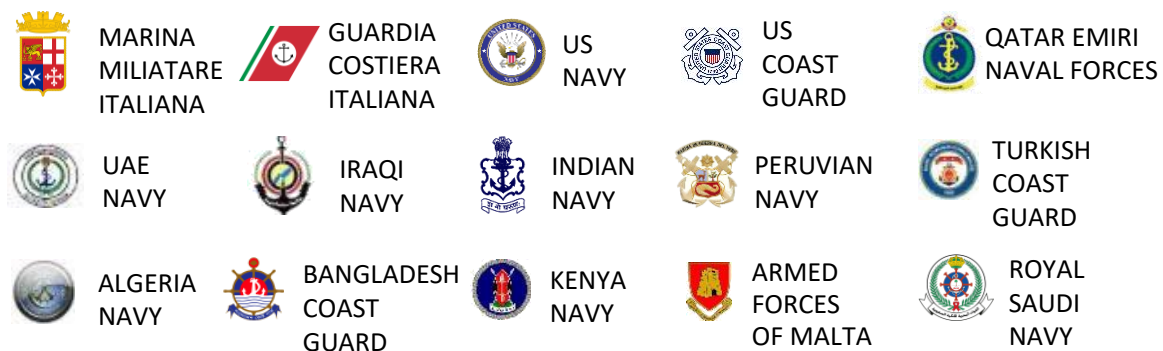 MARINA
MILIATARE
ITALIANA
GUARDIA
COSTIERA
ITALIANA
US
NAVY
US
COAST
GUARD
QATAR EMIRI
NAVAL FORCES
UAE
NAVY
IRAQI
NAVY
INDIAN
NAVY
PERUVIAN
NAVY
TURKISH
COAST
GUARD
ALGERIA
NAVY
BANGLADESH
COAST
GUARD
KENYA
NAVY
ARMED
FORCES
OF MALTA
ROYAL
SAUDI
NAVY